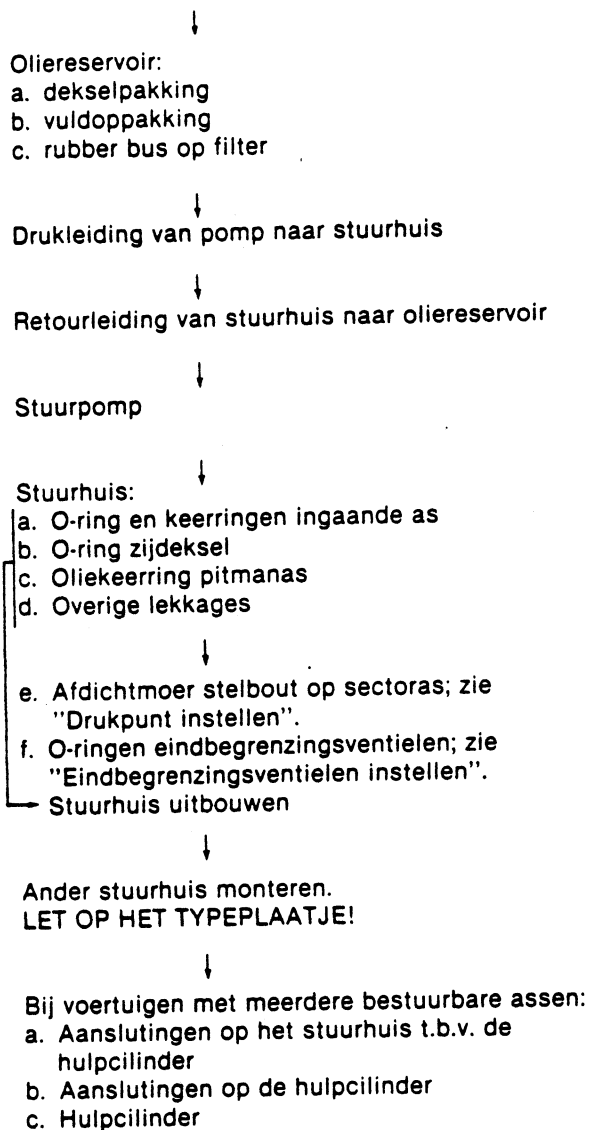 Oliereservoir:
a. dekselpakking
b. vuldoppakking
c. rubber bus op filter
Drukleiding van pomp naar stuurhuis
Retourleiding van stuurhuis naar oliereservoir
Stuurpomp
Stuurhuis:
a. O-ring en keerringen ingaande as
b. O-ring zijdeksel
c. Oliekeerring pitmanas
d. Overige lekkages
e. Afdichtmoer stelbout op sectoras; zie
"Drukpunt instellen".
f. O-ringen eindbegrenzingsventielen; zie
"Eindbegrenzingsventielen instellen".
Stuurhuis uitbouwen
Ander stuurhuis monteren.
LET OP HET TYPEPLAATJE!
Bij voertuigen met meerdere bestuurbare assen:
a. Aanslutingen op het stuurhuis t.b.v. de
hulpcilinder
b. Aanslutingen op de hulpcilinder
c. Hulpcilinder